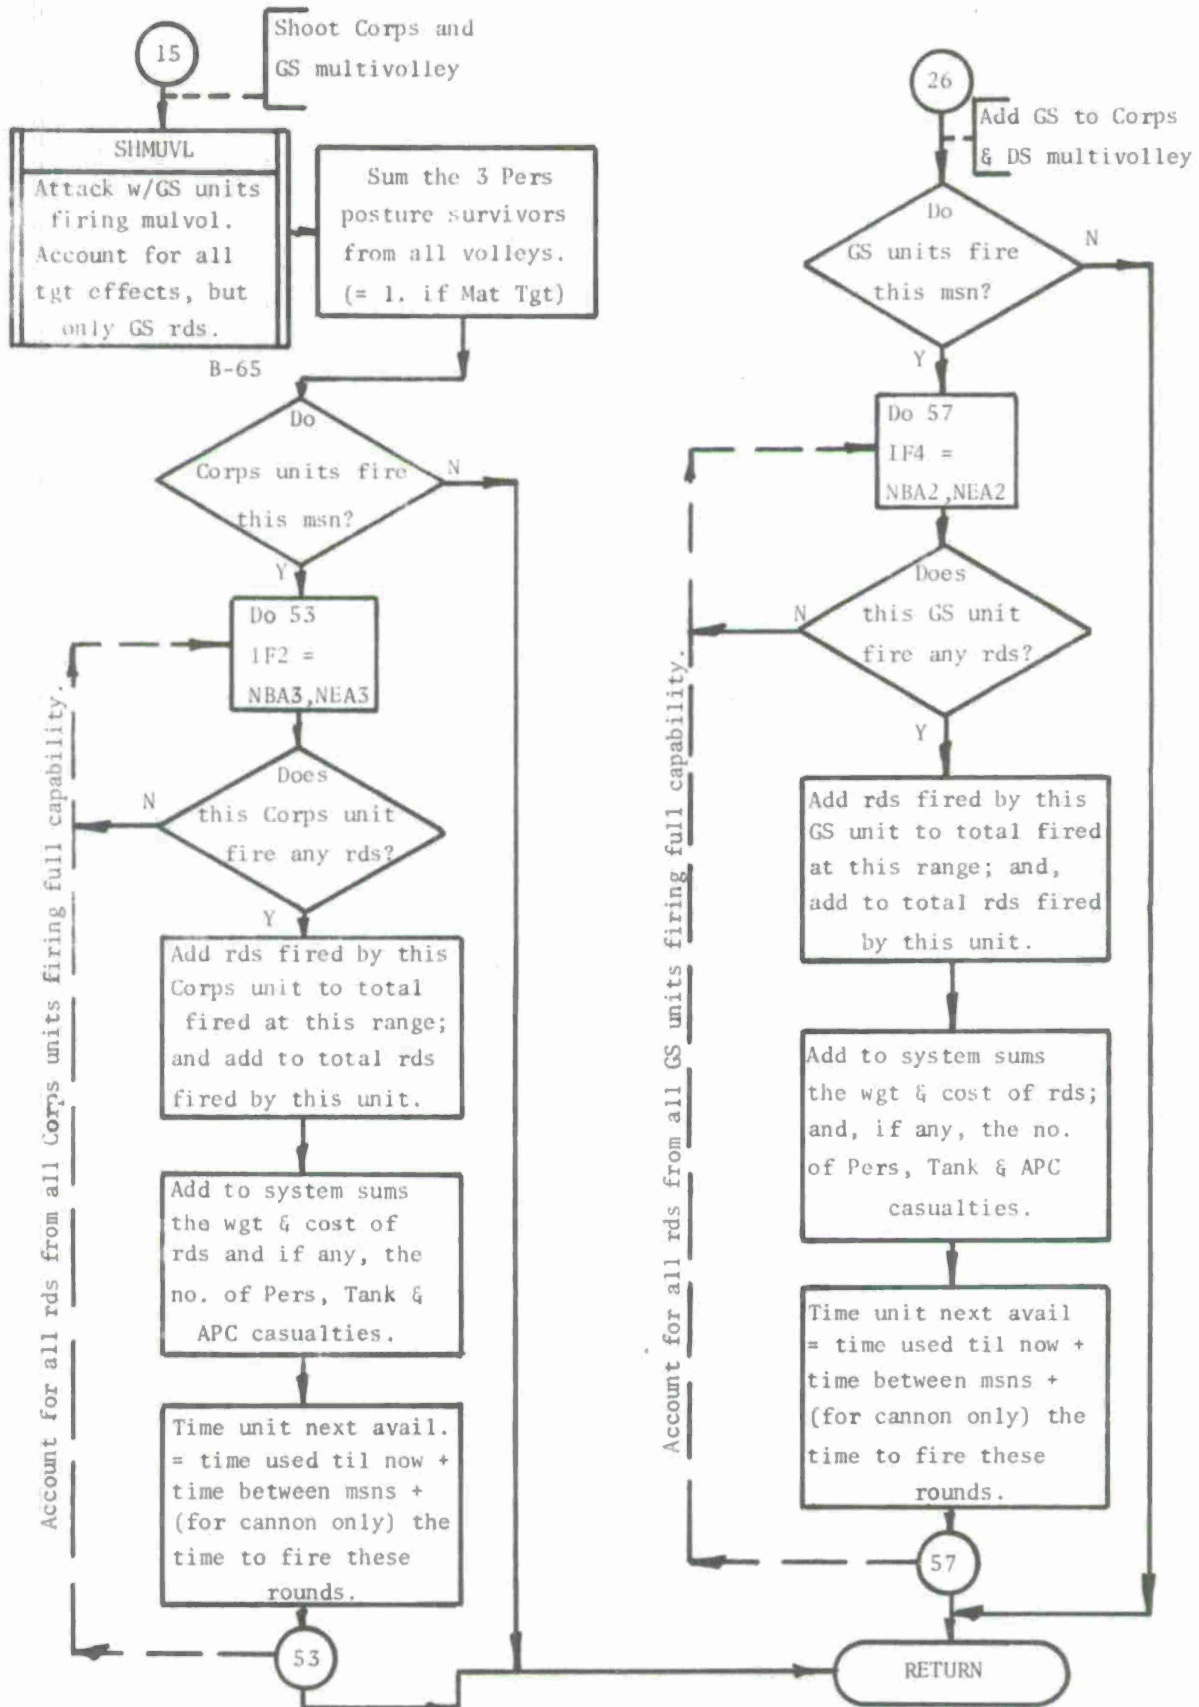 15
Shoot Corps and
GS multivolley
SHMUVL
Attack w/GS units
firing mulvol.
Account for all
tgt effects, but
only GS rds.
B-65
Sum the 3 Pers
posture survivors
from all volleys.
(= 1. if Mat Tgt)
Do
Corps units fire
this msn?
N
Y
Do 53
IF2 =
NBA3,NEA3
Does
this Corps unit
fire any rds?
N
Y
Add rds fired by this
Corps unit to total
fired at this range;
and add to total rds
fired by this unit.
Add to system sums
the wgt & cost of
rds and if any, the
no. of Pers, Tank &
APC casualties.
Time unit next avail.
= time used til now +
time between msns +
(for cannon only) the
time to fire these
rounds.
53
Account for all rds from all Corps units firing full capability.
26
Add GS to Corps
& DS multivolley
Do
GS units fire
this msn?
N
Y
Do 57
IF4 =
NBA2,NEA2
Does
this GS unit
fire any rds?
N
Y
Add rds fired by this
GS unit to total fired
at this range; and,
add to total rds fired
by this unit.
Add to system sums
the wgt & cost of rds;
and, if any, the no.
of Pers, Tank & APC
casualties.
Time unit next avail
= time used til now +
time between msns +
(for cannon only) the
time to fire these
rounds.
57
Account for all rds from all GS units firing full capability.
RETURN